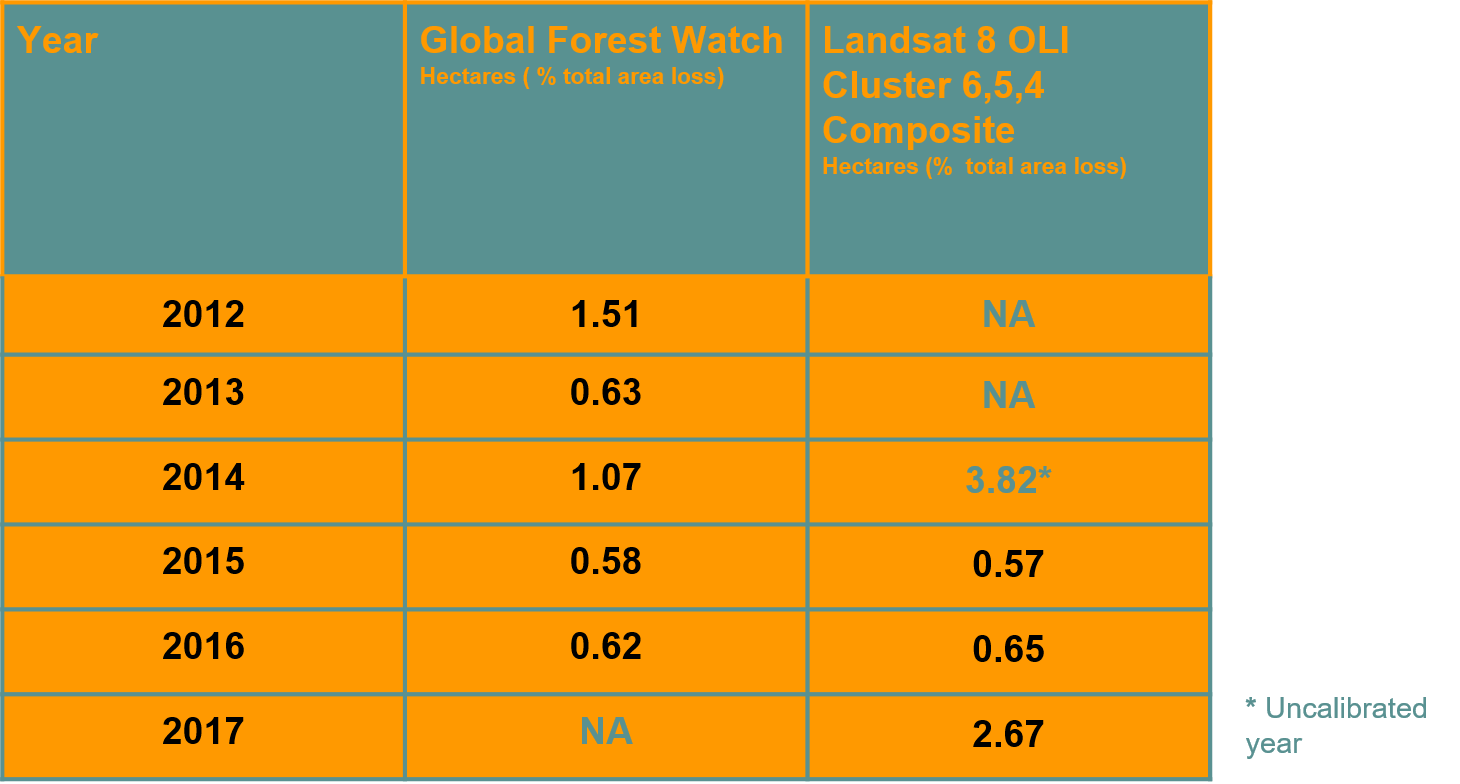 Year
Global Forest Watch
Hectares ( % total area loss)
Landsat 8 OLI
Cluster 6,5,4
Composite
Hectares (%  total area loss)
2012 1.51 NA
2013 0.63 NA
2014 1.07 3.82*
2015 0.58 0.57
2016 0.62 0.65
2017 NA 2.67
* Uncalibrated
year